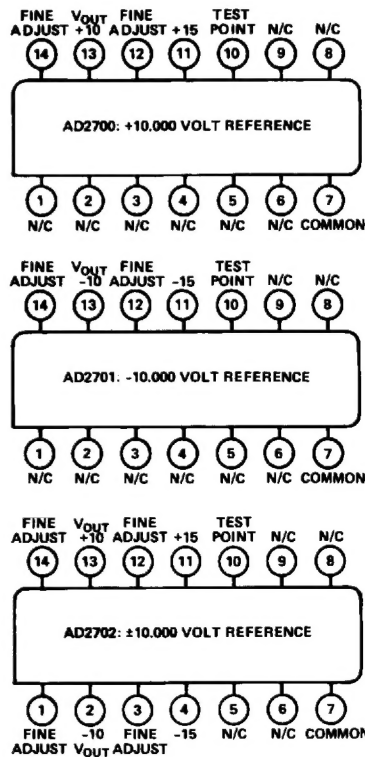 FINE VOUT FINE TEST N/C N/C
ADJUST +10 ADJUST +15 POINT
14 13 12 11 10 9 8
AD2700: +10.000 VOLT REFERENCE
1 2 3 4 5 6 7
N/C N/C N/C N/C N/C N/C COMMON
FINE VOUT FINE TEST N/C N/C
ADJUST -10 ADJUST -15 POINT
14 13 12 11 10 9 8
AD2701: -10.000 VOLT REFERENCE
1 2 3 4 5 6 7
N/C N/C N/C N/C N/C N/C COMMON
FINE VOUT FINE TEST N/C N/C
ADJUST +10 ADJUST +15 POINT
14 13 12 11 10 9 8
AD2702: ±10.000 VOLT REFERENCE
1 2 3 4 5 6 7
FINE -10 FINE -15 N/C N/C COMMON
ADJUST VOUT ADJUST